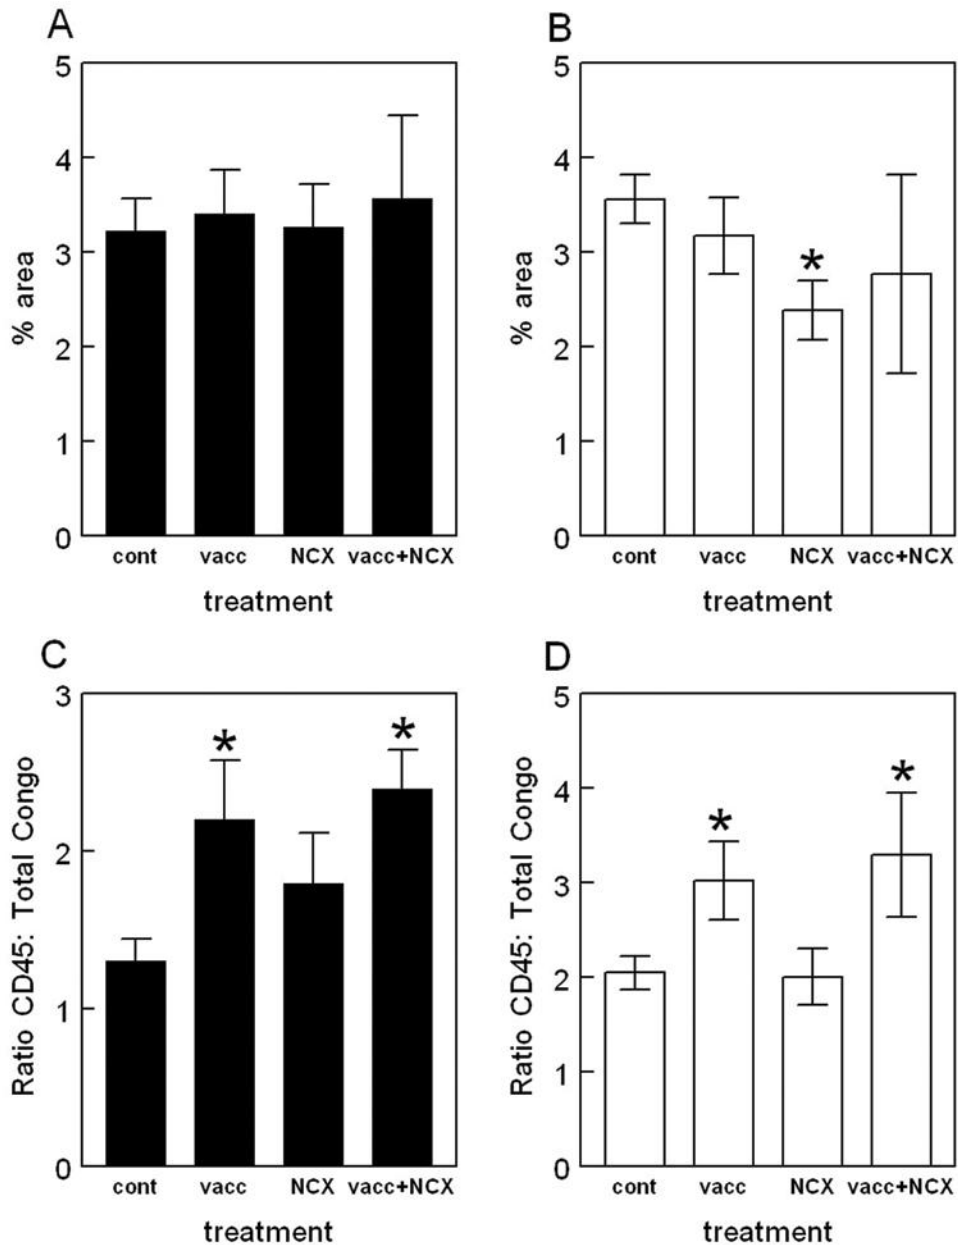 A
5
4
3
2
1
0
% area
cont vacc NCX vacc+NCX
treatment
B
5
4
3
2
1
0
% area
*
cont vacc NCX vacc+NCX
treatment
C
3
2
1
0
Ratio CD45: Total Congo
* *
cont vacc NCX vacc+NCX
treatment
D
5
4
3
2
1
0
Ratio CD45: Total Congo
* *
cont vacc NCX vacc+NCX
treatment